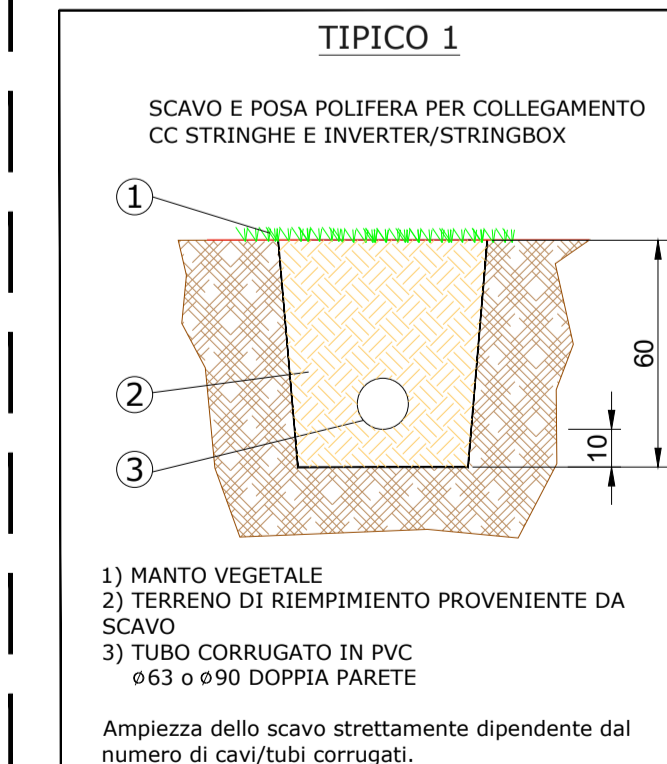 TIPICO 1
SCAVO E POSA POLIFERA PER COLLEGAMENTO
CC STRINGHE E INVERTER/STRINGBOX
1
2
3
60
10
1) MANTO VEGETALE
2) TERRENO DI RIEMPIMENTO PROVENIENTE DA
SCAVO
3) TUBO CORRUGATO IN PVC
ø63 o ø90 DOPPIA PARETE
Ampiezza dello scavo strettamente dipendente dal
numero di cavi/tubi corrugati.